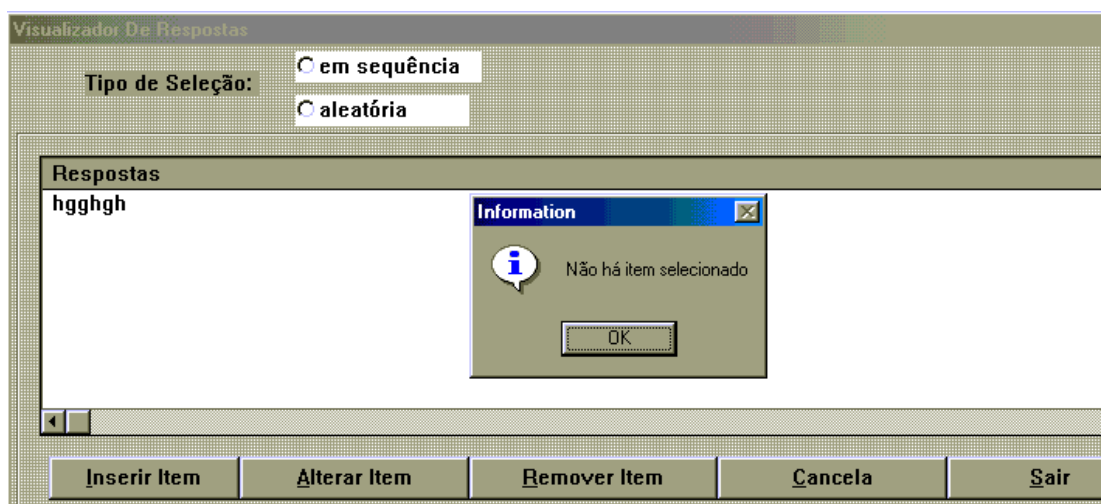 Visualizador De Respostas
Tipo de Seleção:
em sequência
aleatória
Respostas
hgghgh
Information
Não há item selecionado
OK
Inserir Item
Alterar Item
Remover Item
Cancela
Sair